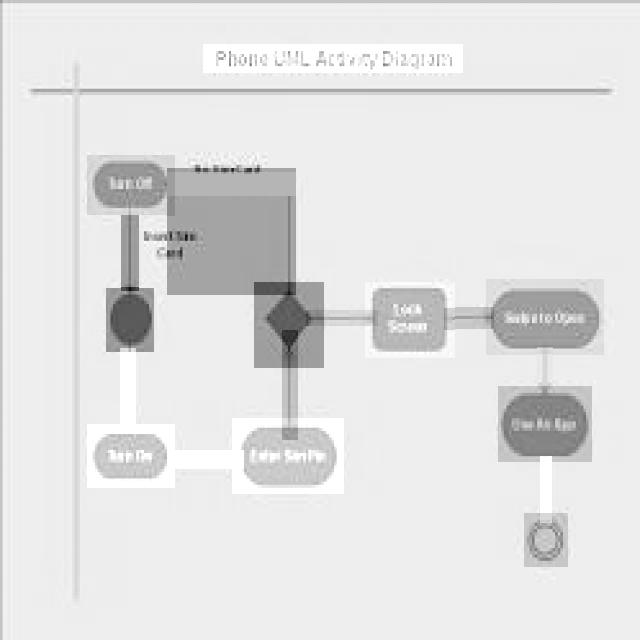 Phone UML Activity Diagram
Turn Off
No Sim Card
Insert Sim
Card
Lock
Screen
Swipe to Open
Use An App
Turn On
Enter Sim Pin